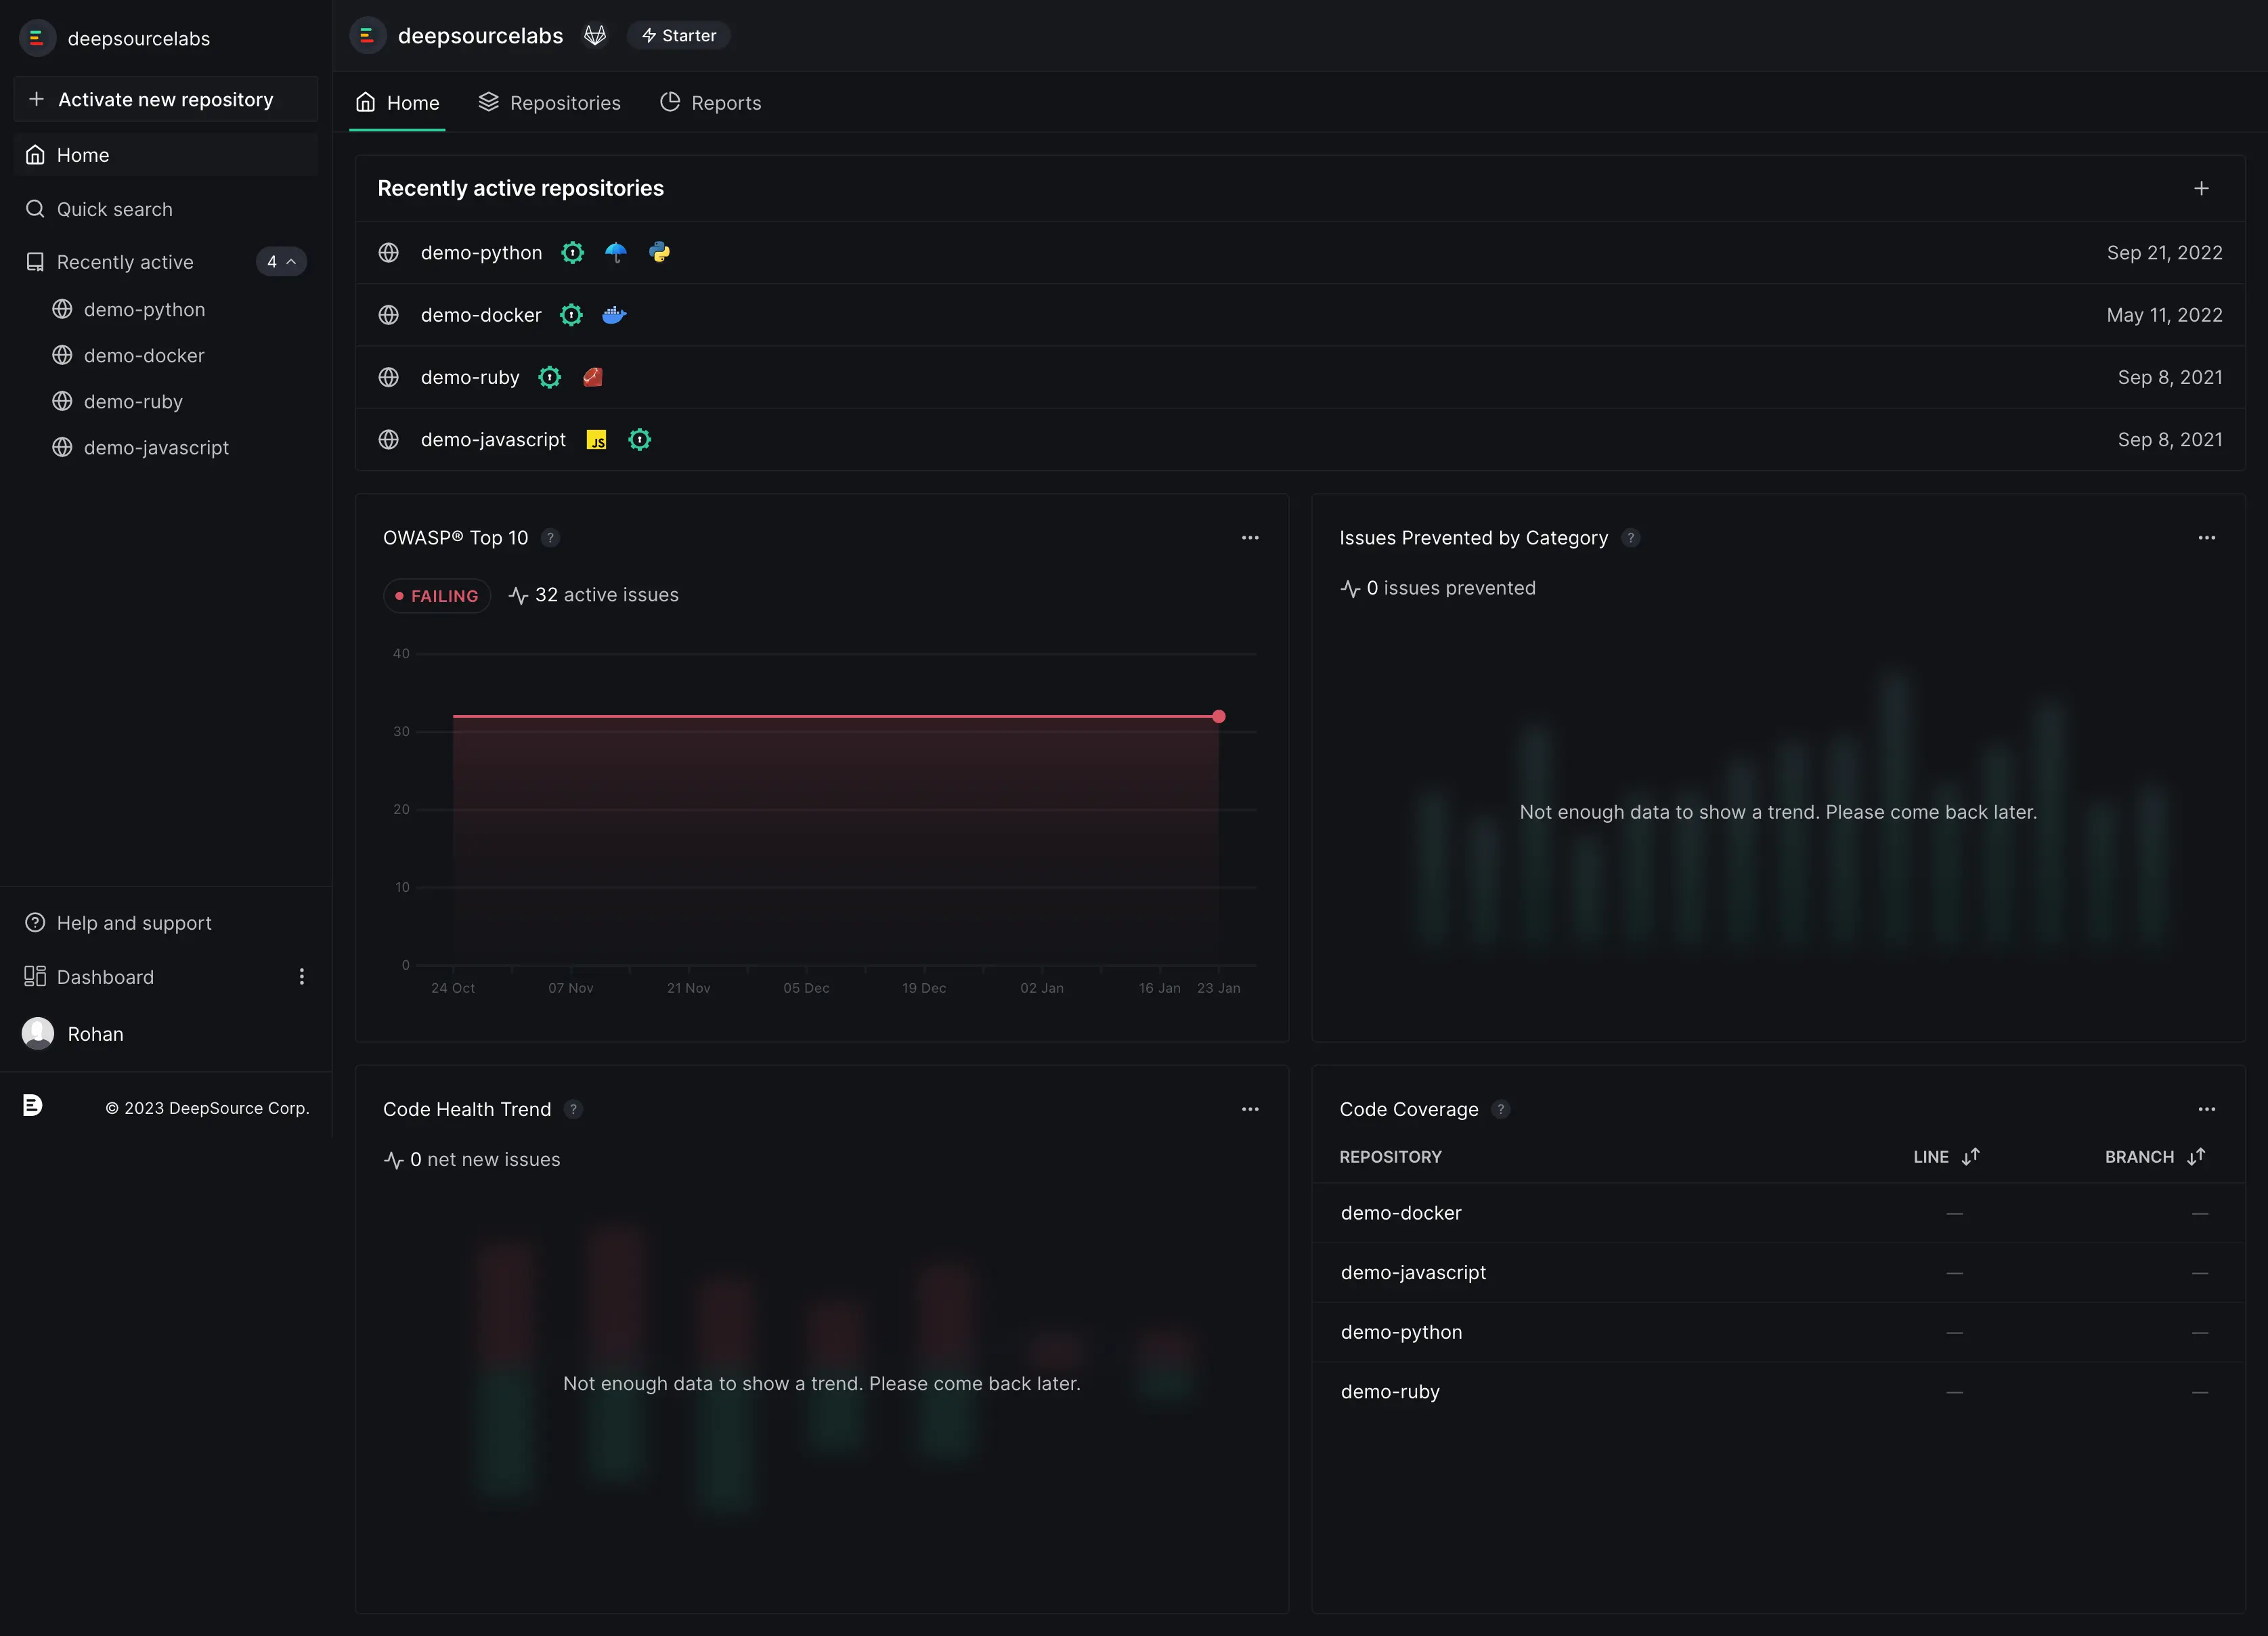 deepsourcelabs
Activate new repository
Home
Quick search
Recently active 4
demo-python
demo-docker
demo-ruby
demo-javascript
Help and support
Dashboard
Rohan
© 2023 DeepSource Corp.
deepsourcelabs Starter
Home Repositories Reports
Recently active repositories
demo-python Sep 21, 2022
demo-docker May 11, 2022
demo-ruby Sep 8, 2021
demo-javascript JS Sep 8, 2021
OWASP® Top 10 ?
FAILING 32 active issues
40
30
20
10
0
24 Oct 07 Nov 21 Nov 05 Dec 19 Dec 02 Jan 16 Jan 23 Jan
Issues Prevented by Category ?
0 issues prevented
Not enough data to show a trend. Please come back later.
Code Health Trend ?
0 net new issues
Not enough data to show a trend. Please come back later.
Code Coverage ?
REPOSITORY LINE BRANCH
demo-docker — —
demo-javascript — —
demo-python — —
demo-ruby — —